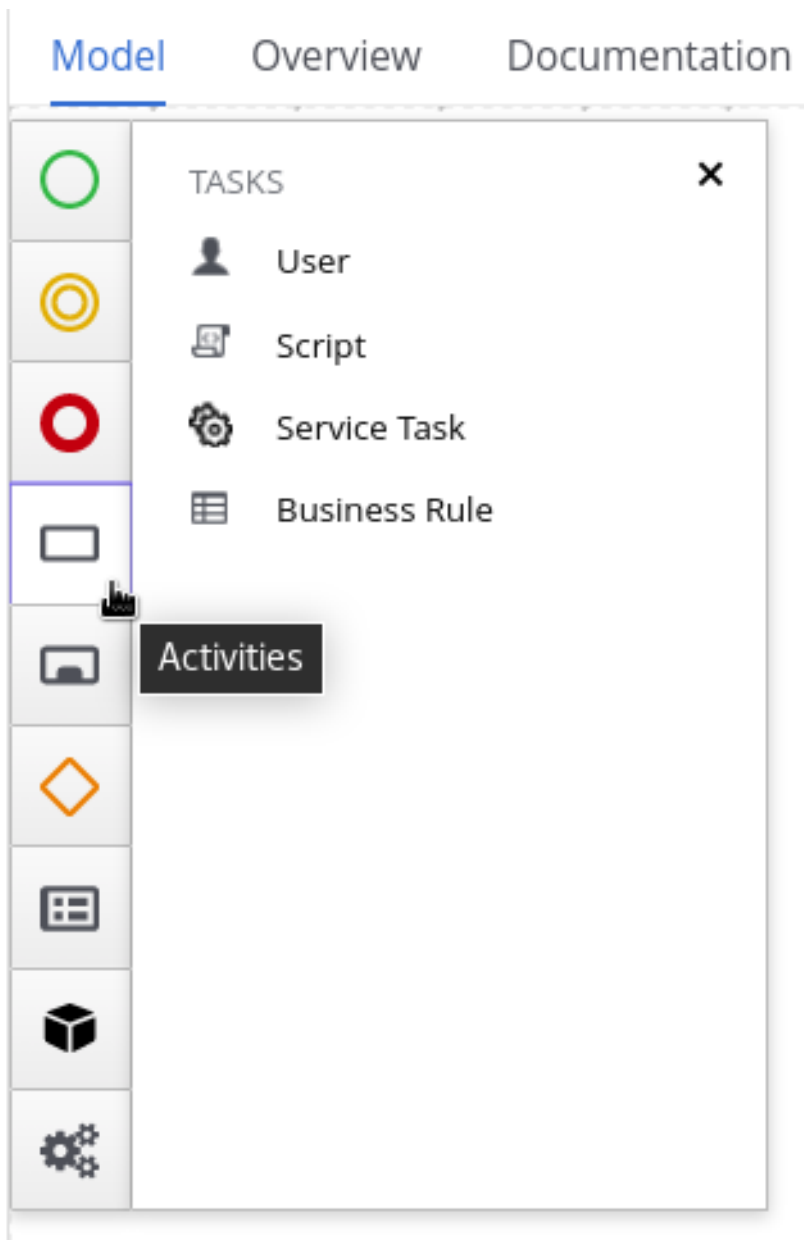 Model Overview Documentation
TASKS
User
Script
Service Task
Business Rule
Activities